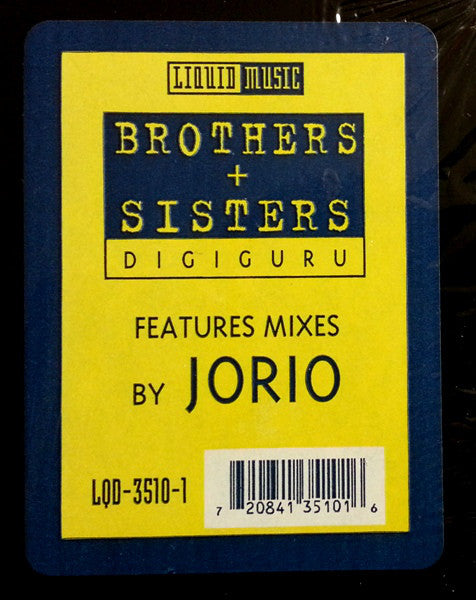 LIQUID MUSIC
BROTHERS
+
SISTERS
DIGIGURU
FEATURES MIXES
BY JORIO
LQD-3510-1
7 20841 35101 6